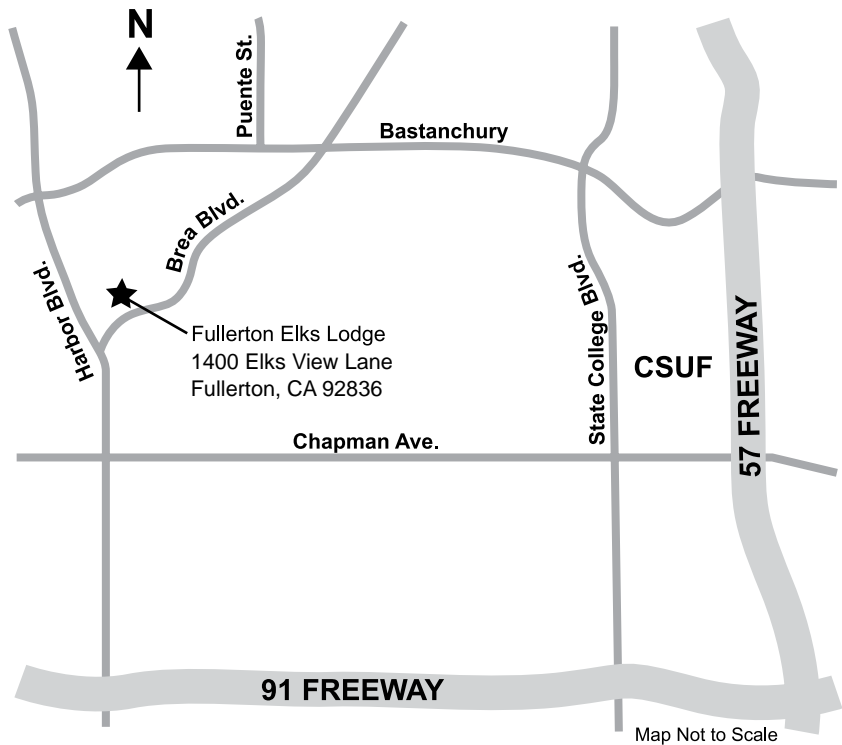 N
Puente St.
Bastanchury
Brea Blvd.
Harbor Blvd.
Fullerton Elks Lodge
1400 Elks View Lane
Fullerton, CA 92836
State College Blvd.
CSUF
57 FREEWAY
Chapman Ave.
91 FREEWAY
Map Not to Scale